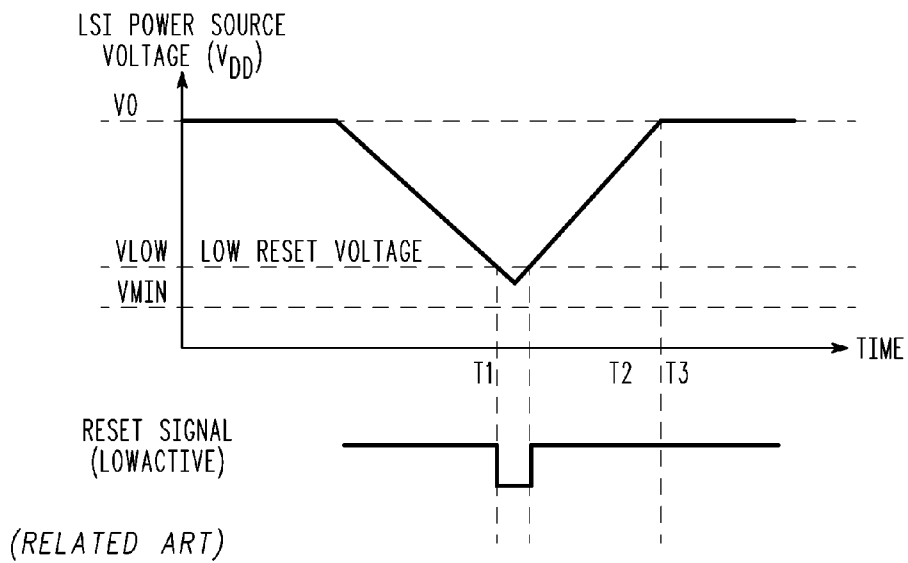 LSI POWER SOURCE
VOLTAGE (VDD)
V0
VLOW LOW RESET VOLTAGE
VMIN
TIME
T1 T2 T3
RESET SIGNAL
(LOWACTIVE)
(RELATED ART)